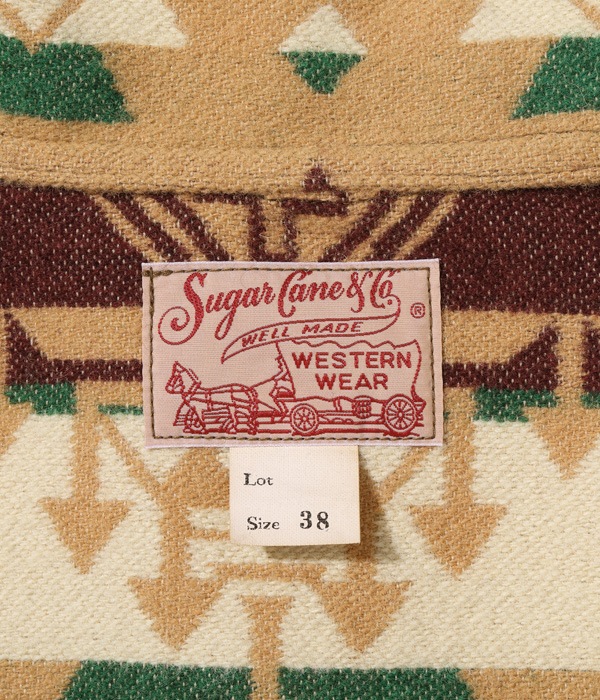 Sugar Cane & Co ®
WELL MADE
WESTERN
WEAR
Lot
Size 38